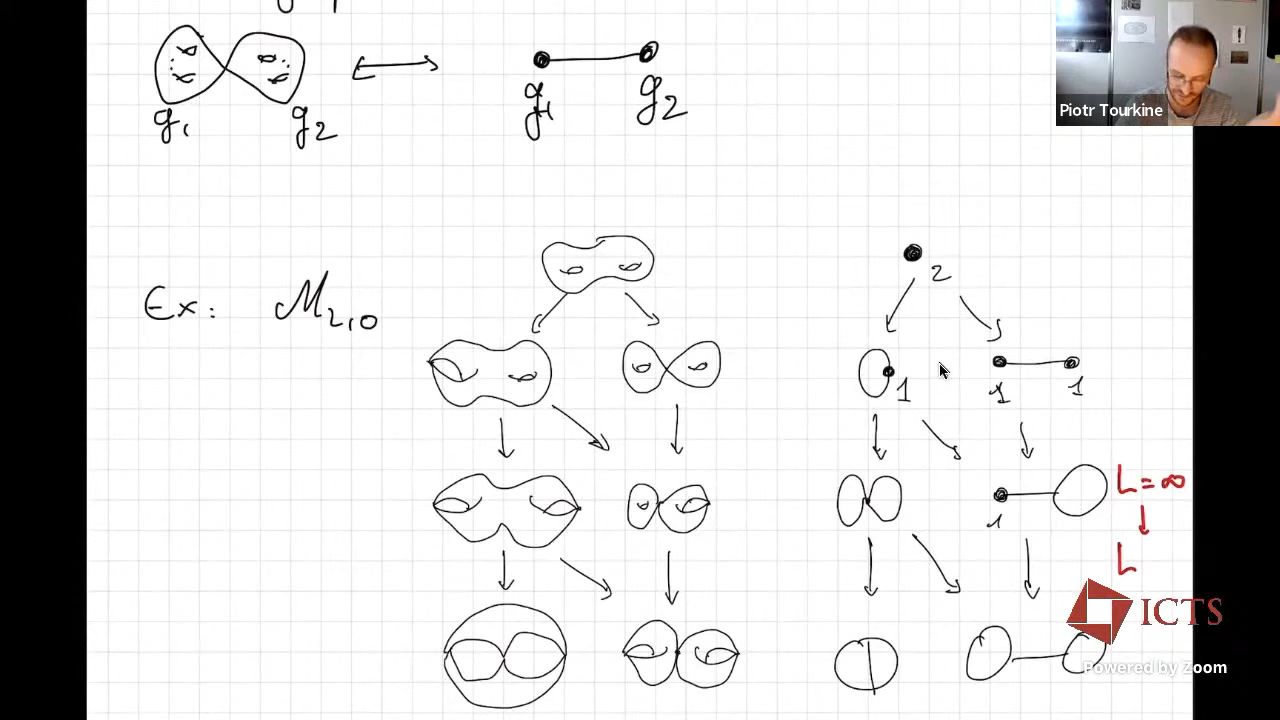 Piotr Tourkine
g1 g2
g1 g2
Ex: M2,0
2
1
1 1
1
L=∞
↓
L
ICTS
Powered by Zoom